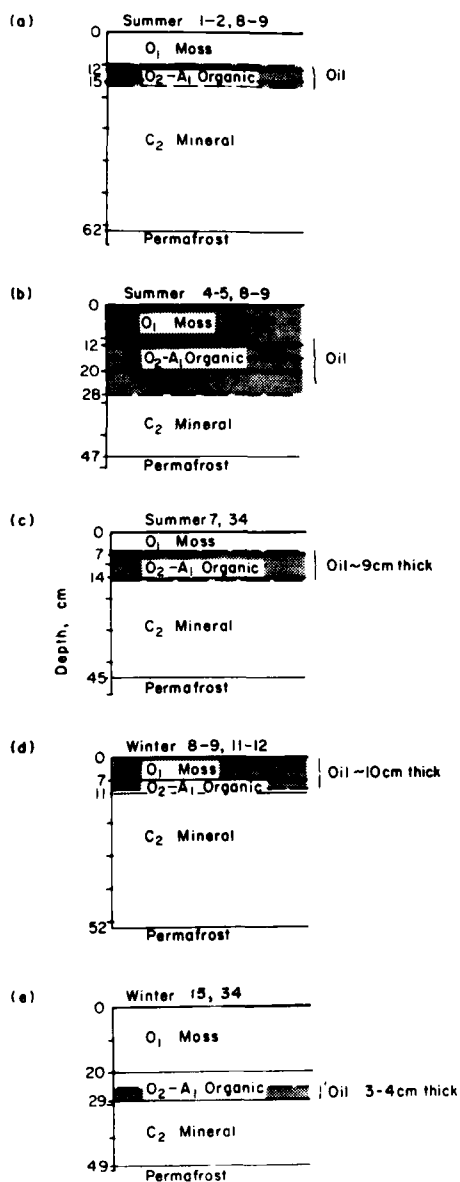 (a) Summer 1-2, 8-9
0
O₁ Moss
12
O₂-A₁ Organic
Oil
15
C₂ Mineral
62
Permafrost
(b) Summer 4-5, 8-9
0
O₁ Moss
12
O₂-A₁ Organic
Oil
20
28
C₂ Mineral
47
Permafrost
(c) Summer 7, 34
0
O₁ Moss
7
O₂-A₁ Organic
Oil ~9cm thick
14
C₂ Mineral
Depth, cm
45
Permafrost
(d) Winter 8-9, 11-12
0
O₁ Moss
Oil ~10cm thick
7
O₂-A₁ Organic
11
C₂ Mineral
52
Permafrost
(e) Winter 15, 34
0
O₁ Moss
20
O₂-A₁ Organic
Oil 3-4cm thick
29
C₂ Mineral
49
Permafrost